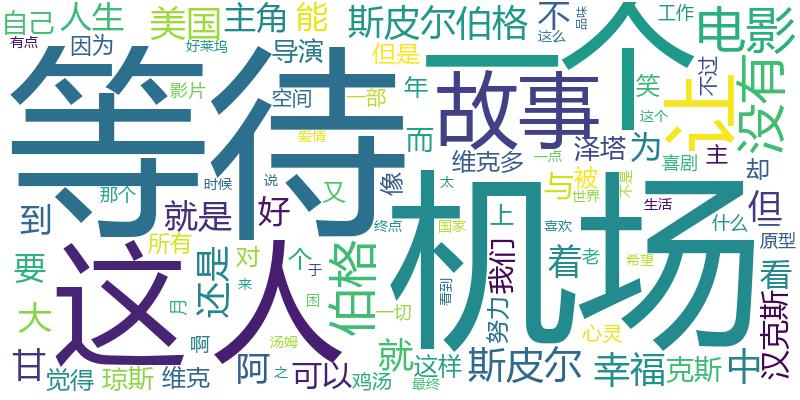 自己
人生
美国
主角
能
斯皮尔伯格
不
哈哈
一个
工作
电影
有点
因为
好莱坞
导演
但是
这么
等待
影片
空间
一部
年
故事
笑
让
不过
没有
爱情
而
维克多
一点
泽塔
为
这个
喜剧
主
却
那个
时候
说
像
太
与
被
世界
不是
生活
但
到
就是
好
又
终点
国家
上
喜欢
什么
原型
所有
还是
对
个
于
伯格
机场
看到
我们
着
老
希望
看
要
这
人
来
月
困
一切
努力
大
啊
汤姆
心灵
汉克斯
甘
觉得
琼斯
维克
阿
之
可以
鸡汤
就
这样
最终
斯皮尔
幸福
克斯
中